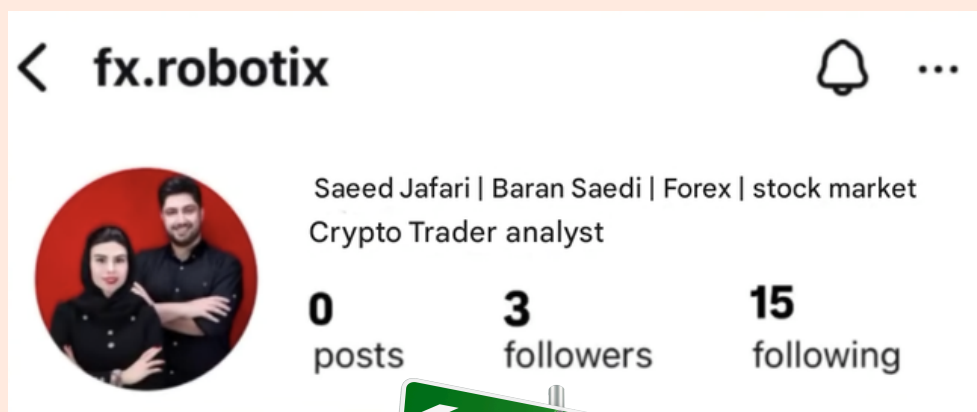 fx.robotix
Saeed Jafari | Baran Saedi | Forex | stock market
Crypto Trader analyst
0 3 15
posts followers following